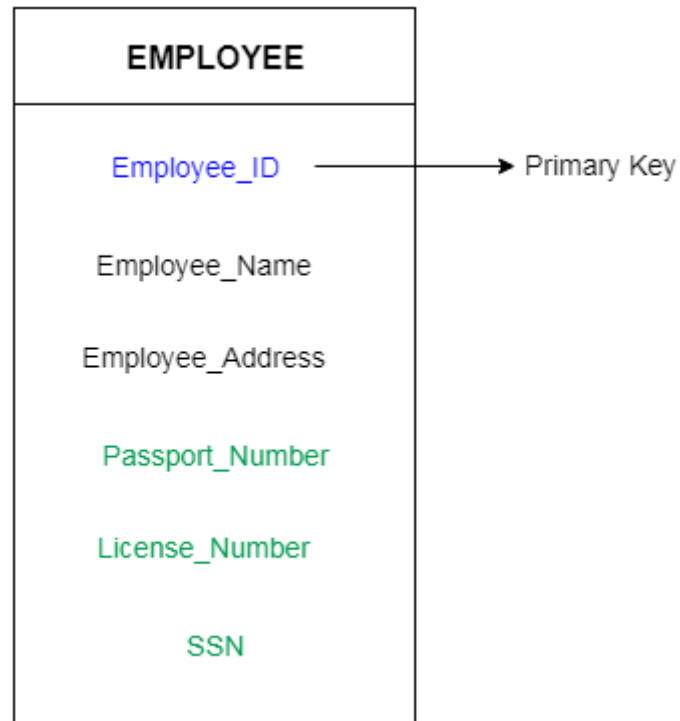 EMPLOYEE
Employee_ID
Primary Key
Employee_Name
Employee_Address
Passport_Number
License_Number
SSN